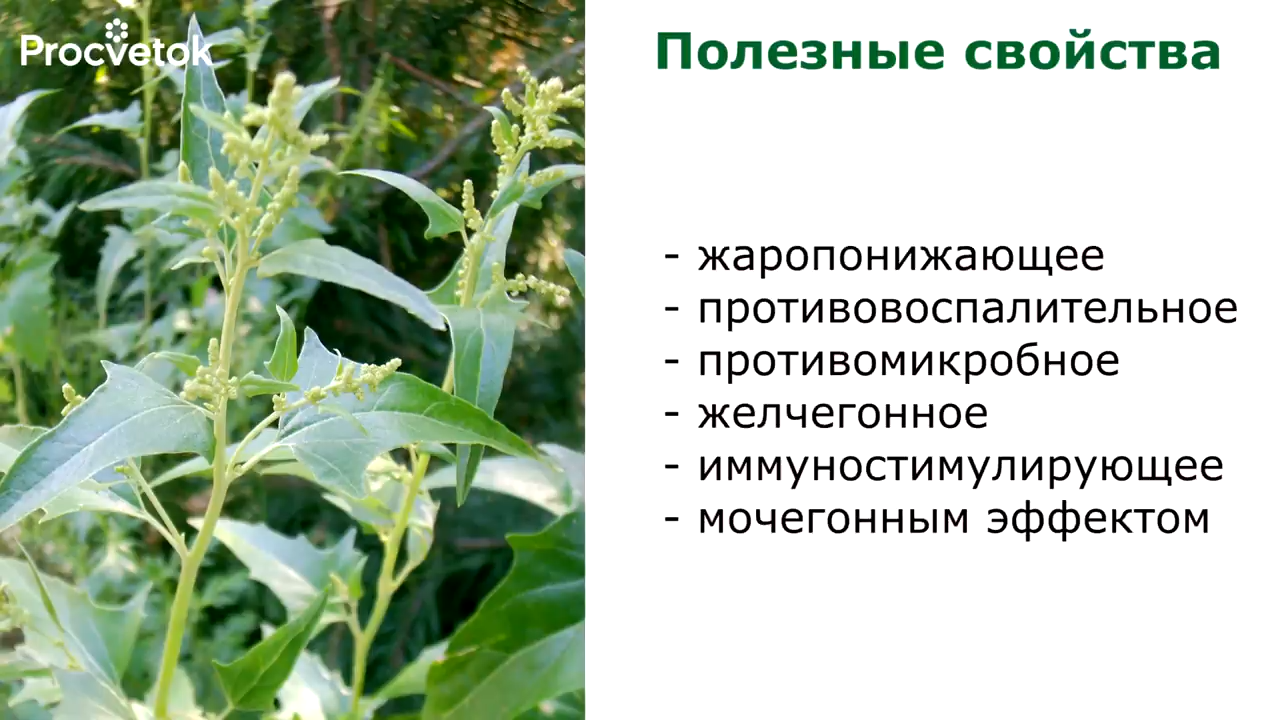 Procvetok
Полезные свойства
- жаропонижающее
- противовоспалительное
- противомикробное
- желчегонное
- иммуностимулирующее
- мочегонным эффектом